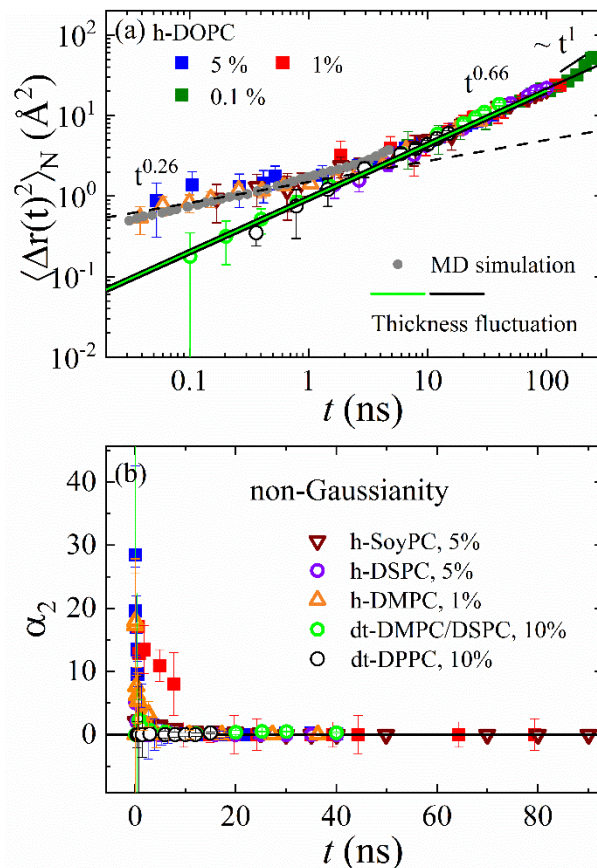 (a) h-DOPC
5 % 1%
0.1 %
~ t¹
t⁰·⁶⁶
t⁰·²⁶
MD simulation
Thickness fluctuation
⟨Δr(t)²⟩N (Å²)
10²
10¹
10⁰
10⁻¹
10⁻²
0.1 1 10 100
t (ns)
(b)
non-Gaussianity
h-SoyPC, 5%
h-DSPC, 5%
h-DMPC, 1%
dt-DMPC/DSPC, 10%
dt-DPPC, 10%
α₂
40
30
20
10
0
0 20 40 60 80
t (ns)